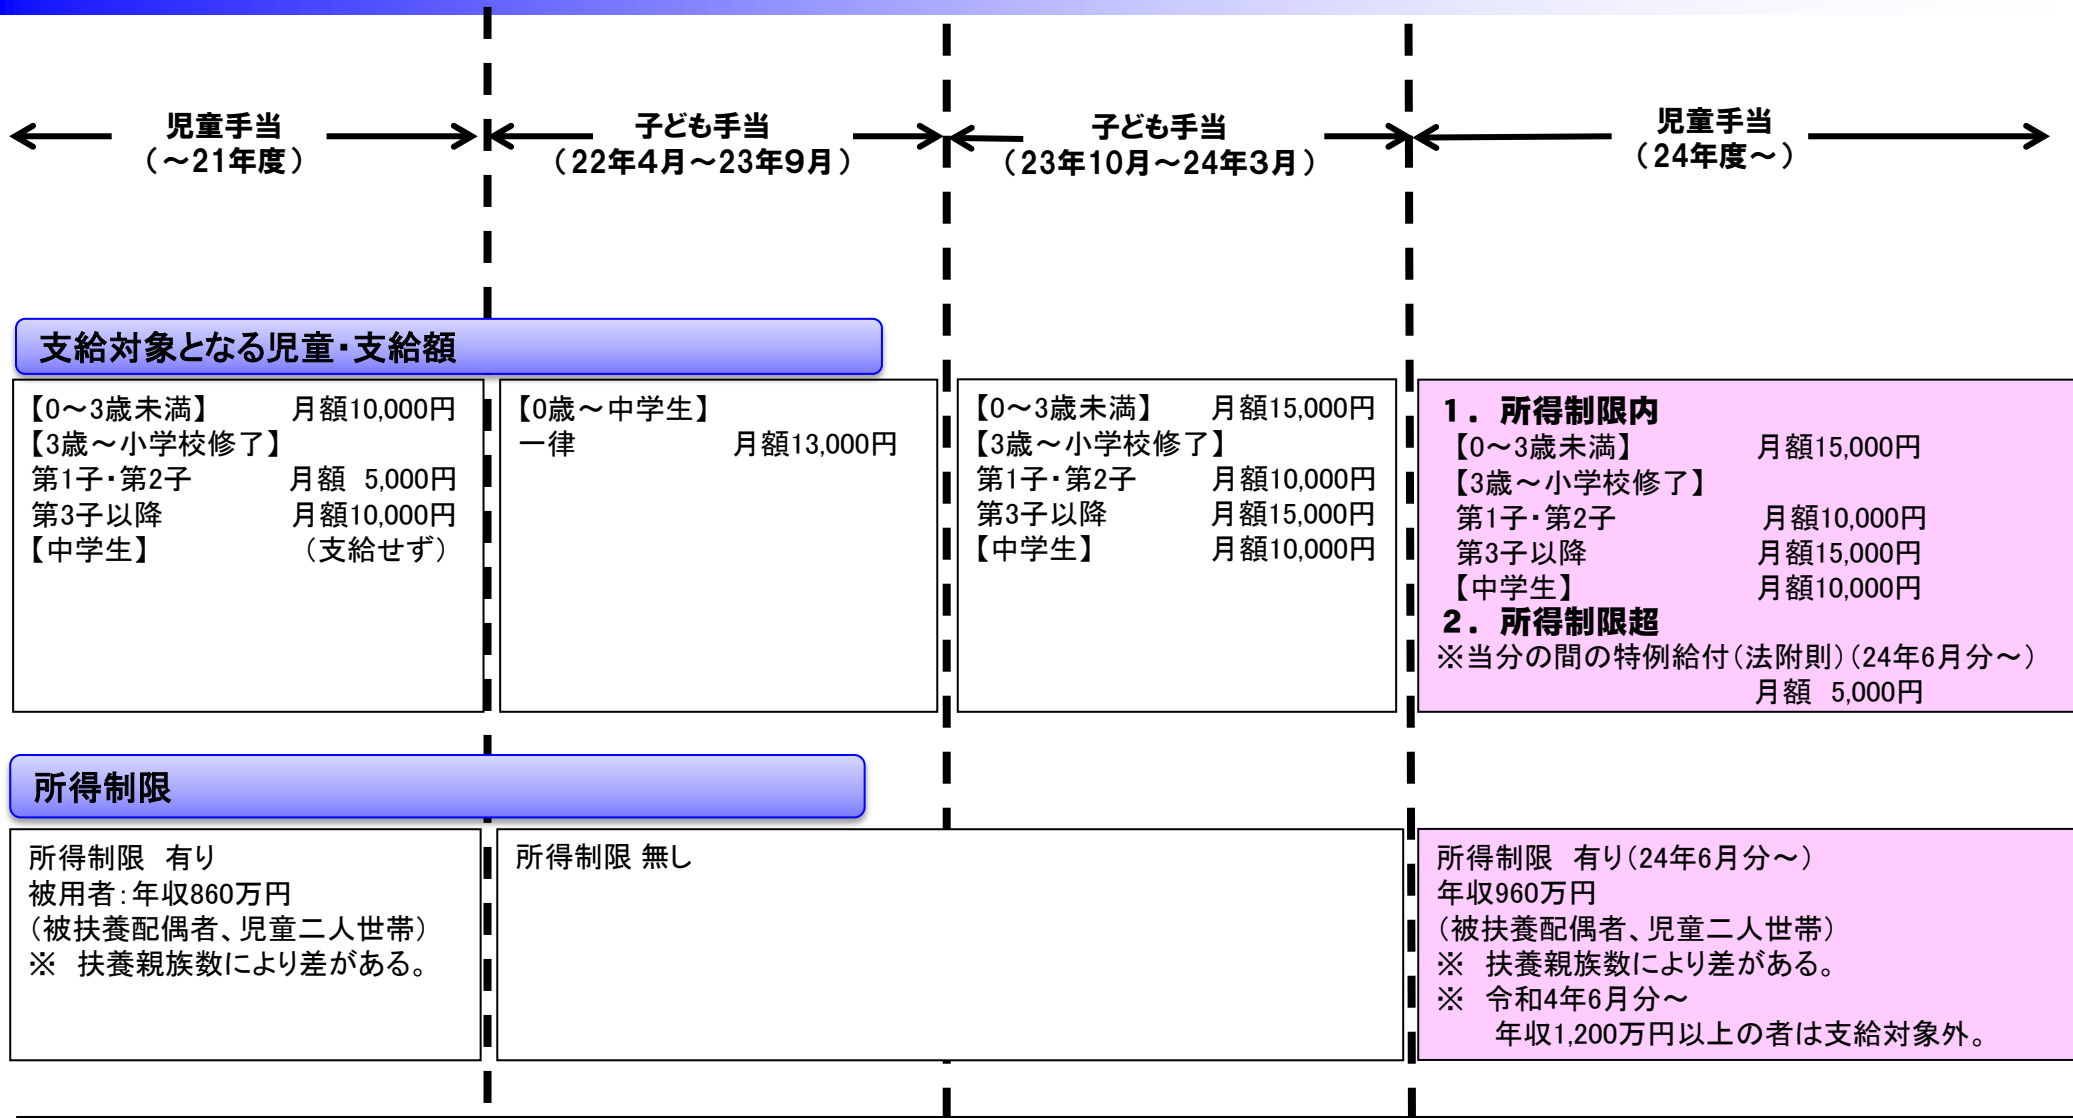 児童手当
（～21年度）
子ども手当
（22年4月～23年9月）
子ども手当
（23年10月～24年3月）
児童手当
（24年度～）
支給対象となる児童・支給額
【0～3歳未満】 月額10,000円
【3歳～小学校修了】
第1子・第2子 月額 5,000円
第3子以降 月額10,000円
【中学生】 （支給せず）
【0歳～中学生】
一律 月額13,000円
【0～3歳未満】 月額15,000円
【3歳～小学校修了】
第1子・第2子 月額10,000円
第3子以降 月額15,000円
【中学生】 月額10,000円
１．所得制限内
【0～3歳未満】 月額15,000円
【3歳～小学校修了】
第1子・第2子 月額10,000円
第3子以降 月額15,000円
【中学生】 月額10,000円
２．所得制限超
※当分の間の特例給付（法附則）（24年6月分～）
月額 5,000円
所得制限
所得制限 有り
被用者：年収860万円
（被扶養配偶者、児童二人世帯）
※ 扶養親族数により差がある。
所得制限 無し
所得制限 有り（24年6月分～）
年収960万円
（被扶養配偶者、児童二人世帯）
※ 扶養親族数により差がある。
※ 令和4年6月分～
年収1,200万円以上の者は支給対象外。